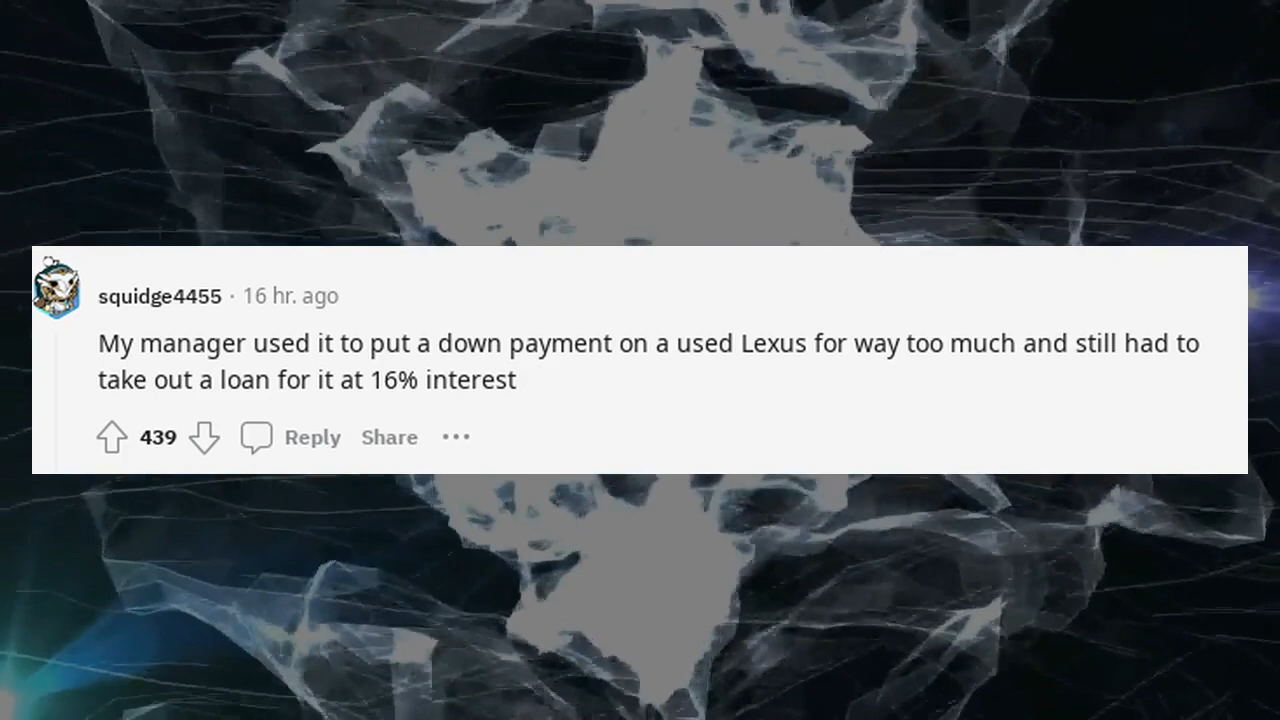 squidge4455 · 16 hr. ago
My manager used it to put a down payment on a used Lexus for way too much and still had to
take out a loan for it at 16% interest
439 Reply Share ···